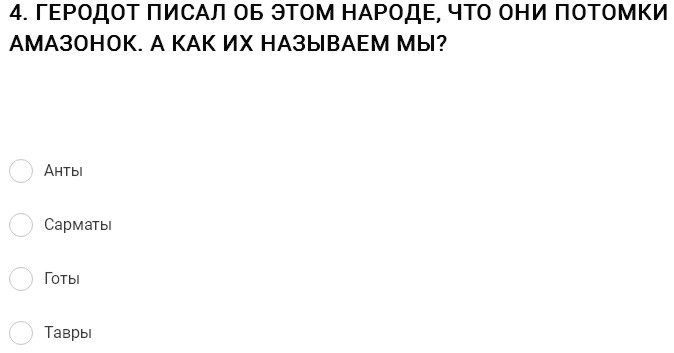 4. ГЕРОДОТ ПИСАЛ ОБ ЭТОМ НАРОДЕ, ЧТО ОНИ ПОТОМКИ
АМАЗОНОК. А КАК ИХ НАЗЫВАЕМ МЫ?
Анты
Сарматы
Готы
Тавры